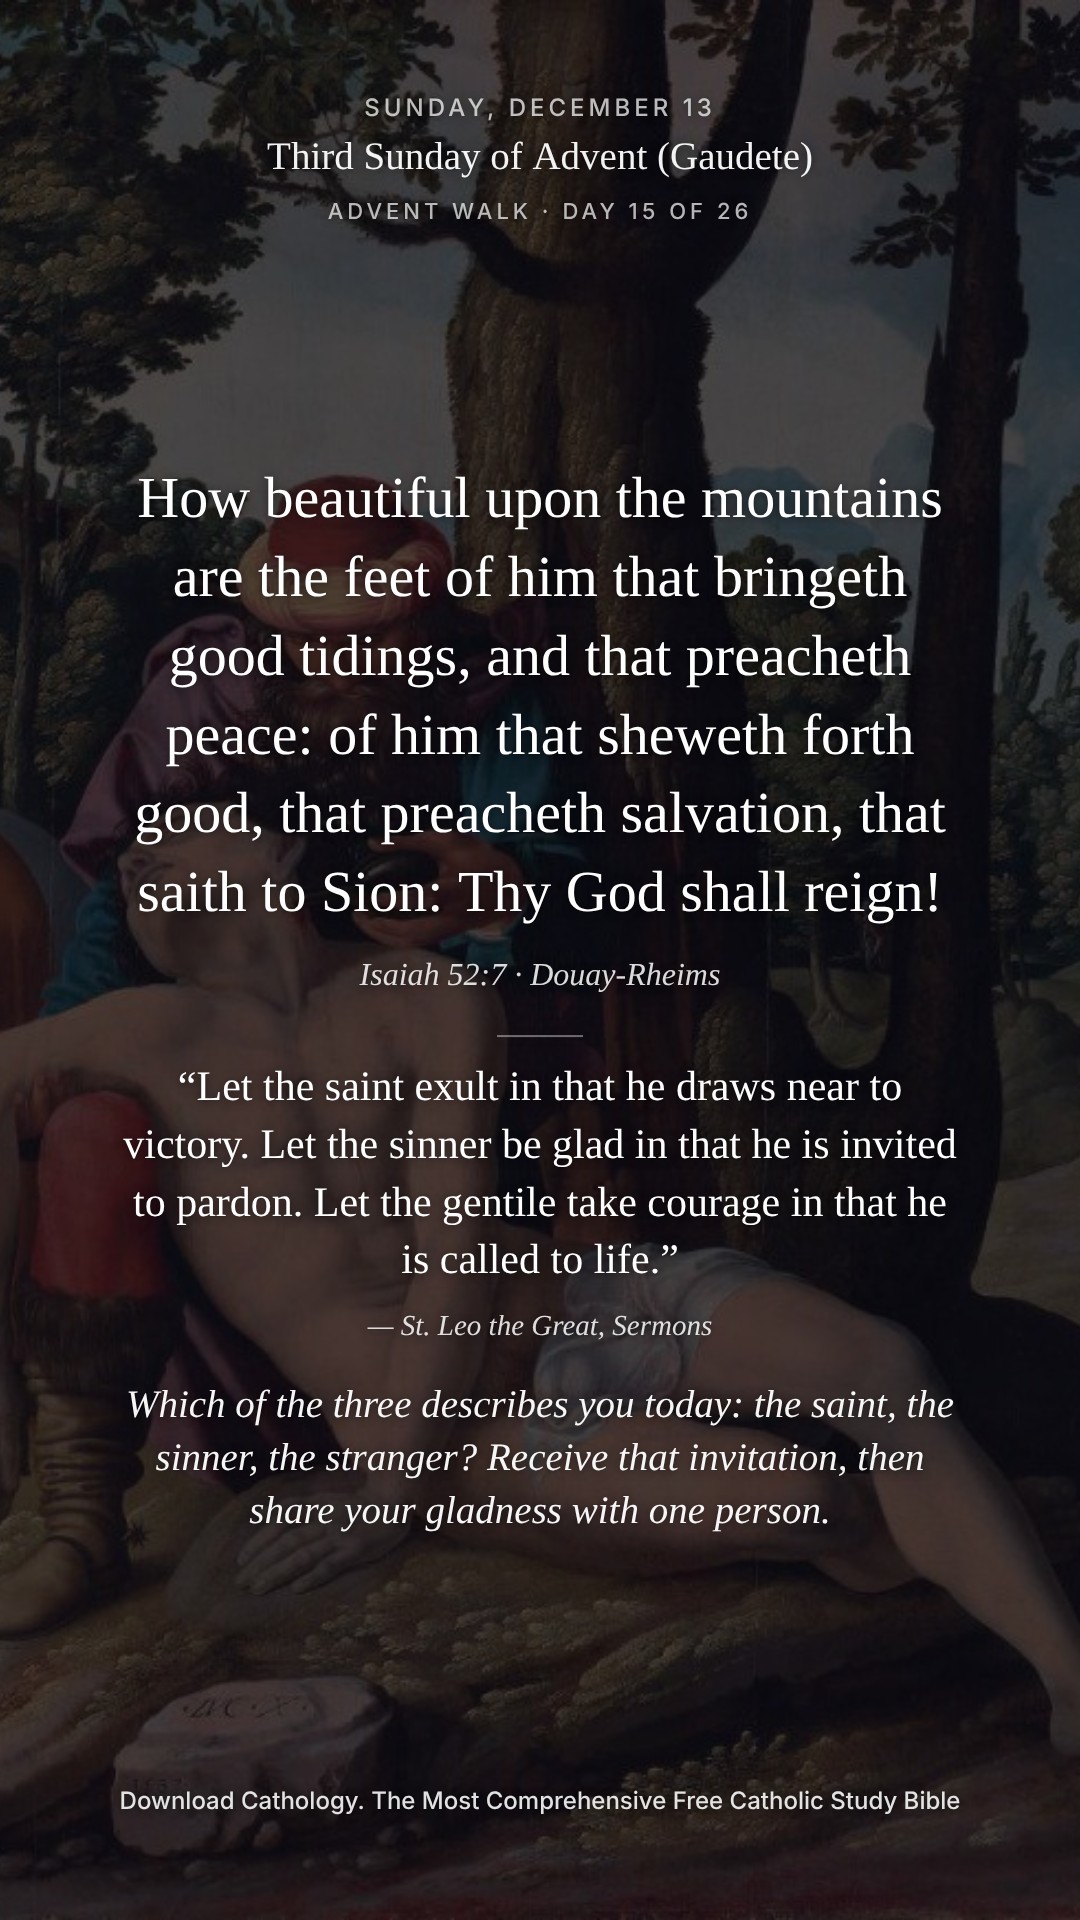 SUNDAY, DECEMBER 13
Third Sunday of Advent (Gaudete)
ADVENT WALK · DAY 15 OF 26
How beautiful upon the mountains
are the feet of him that bringeth
good tidings, and that preacheth
peace: of him that sheweth forth
good, that preacheth salvation, that
saith to Sion: Thy God shall reign!
Isaiah 52:7 · Douay-Rheims
“Let the saint exult in that he draws near to
victory. Let the sinner be glad in that he is invited
to pardon. Let the gentile take courage in that he
is called to life.”
— St. Leo the Great, Sermons
Which of the three describes you today: the saint, the
sinner, the stranger? Receive that invitation, then
share your gladness with one person.
Download Cathology. The Most Comprehensive Free Catholic Study Bible